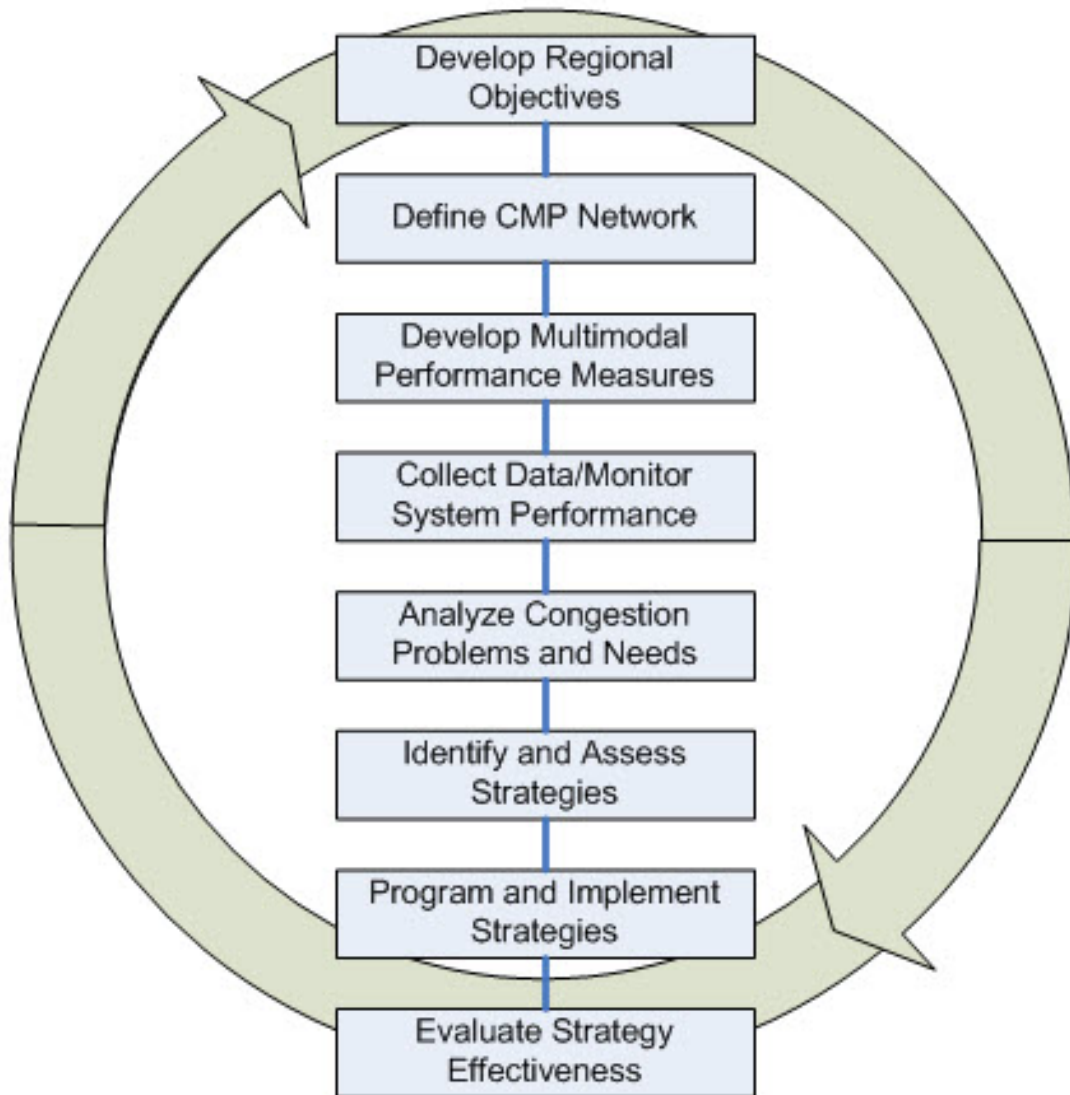 Develop Regional
Objectives
Define CMP Network
Develop Multimodal
Performance Measures
Collect Data/Monitor
System Performance
Analyze Congestion
Problems and Needs
Identify and Assess
Strategies
Program and Implement
Strategies
Evaluate Strategy
Effectiveness